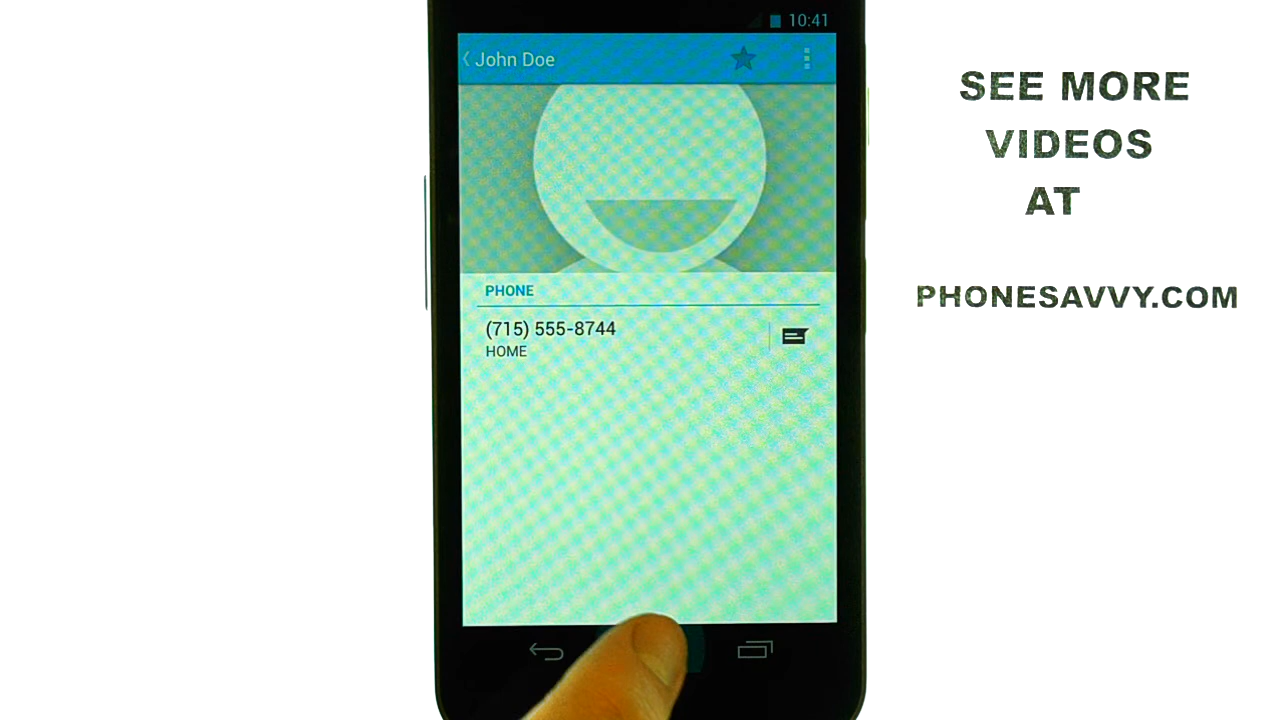 10:41
John Doe
PHONE
(715) 555-8744
HOME
SEE MORE
VIDEOS
AT
PHONESAVVY.COM